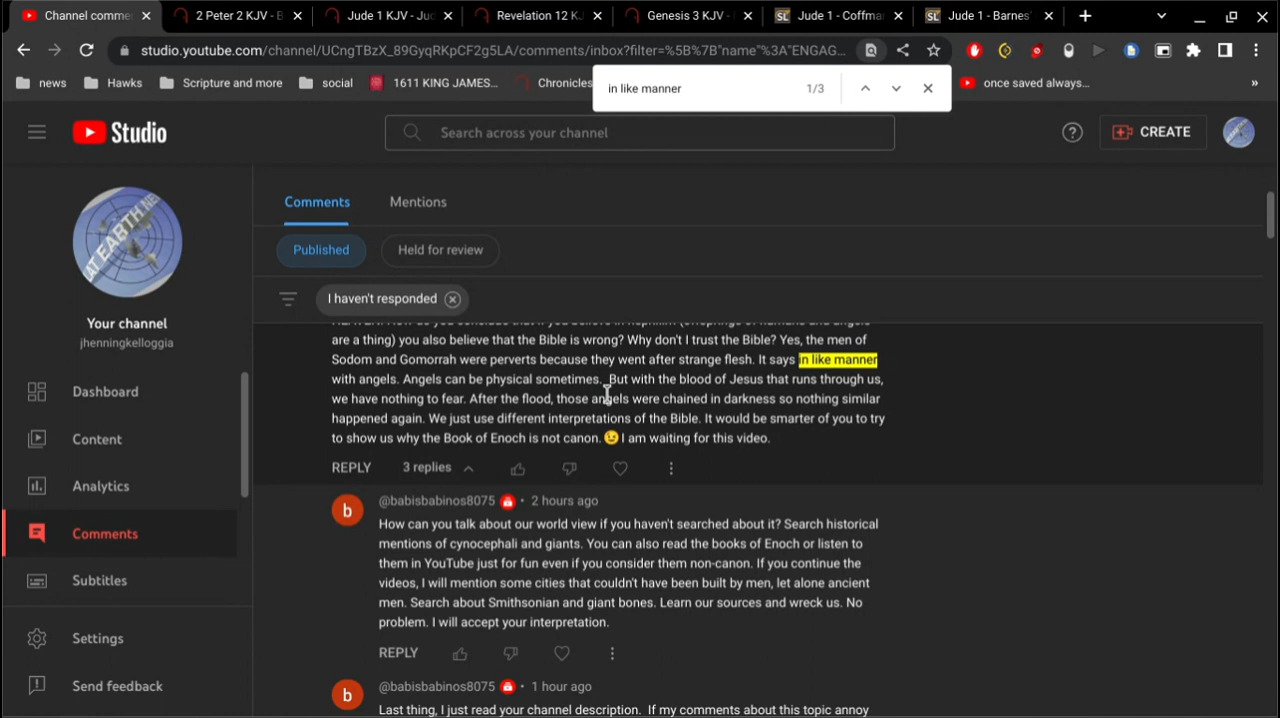 Channel comme
2 Peter 2 KJV - B
Jude 1 KJV - Jud
Revelation 12 KJ
Genesis 3 KJV -
SL
Jude 1 - Coffma
SL
Jude 1 - Barnes'
studio.youtube.com/channel/UCngTBzX_89GyqRKpCF2g5LA/comments/inbox?filter=%5B%7B"name"%3A"ENGAG...
news
Hawks
Scripture and more
social
1611 KING JAMES...
Chronicles
once saved always...
»
in like manner
1/3
Studio
Search across your channel
CREATE
Your channel
jhenningkelloggia
Dashboard
Content
Analytics
Comments
Subtitles
Settings
Send feedback
Comments
Mentions
Published
Held for review
I haven't responded
are a thing) you also believe that the Bible is wrong? Why don't I trust the Bible? Yes, the men of
Sodom and Gomorrah were perverts because they went after strange flesh. It says in like manner
with angels. Angels can be physical sometimes. But with the blood of Jesus that runs through us,
we have nothing to fear. After the flood, those angels were chained in darkness so nothing similar
happened again. We just use different interpretations of the Bible. It would be smarter of you to try
to show us why the Book of Enoch is not canon. 😉 I am waiting for this video.
REPLY
3 replies
b
@babisbabinos8075 • 2 hours ago
How can you talk about our world view if you haven't searched about it? Search historical
mentions of cynocephali and giants. You can also read the books of Enoch or listen to
them in YouTube just for fun even if you consider them non-canon. If you continue the
videos, I will mention some cities that couldn't have been built by men, let alone ancient
men. Search about Smithsonian and giant bones. Learn our sources and wreck us. No
problem. I will accept your interpretation.
REPLY
b
@babisbabinos8075 • 1 hour ago
Last thing, I just read your channel description. If my comments about this topic annoy